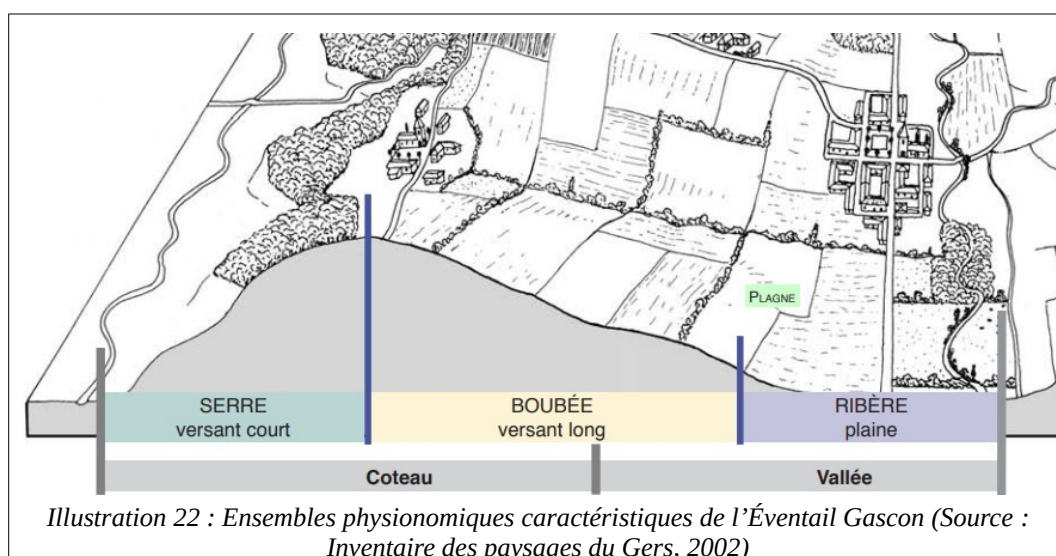 PLAGNE
SERRE
versant court
BOUBÉE
versant long
RIBÈRE
plaine
Coteau
Vallée
Illustration 22 : Ensembles physionomiques caractéristiques de l’Éventail Gascon (Source :
Inventaire des paysages du Gers, 2002)